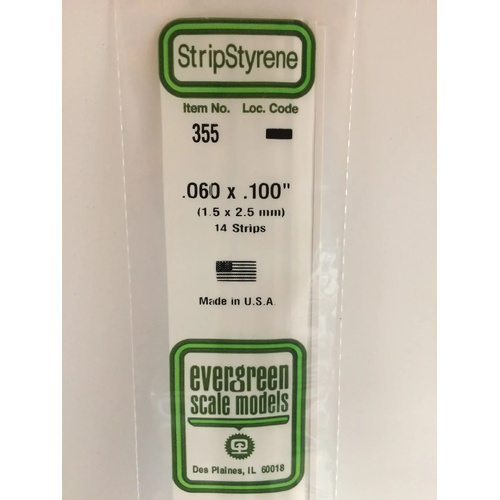 StripStyrene
Item No. Loc. Code
355
.060 x .100"
(1.5 x 2.5 mm)
14 Strips
Made in U.S.A.
evergreen
scale models
Des Plaines, IL 60018